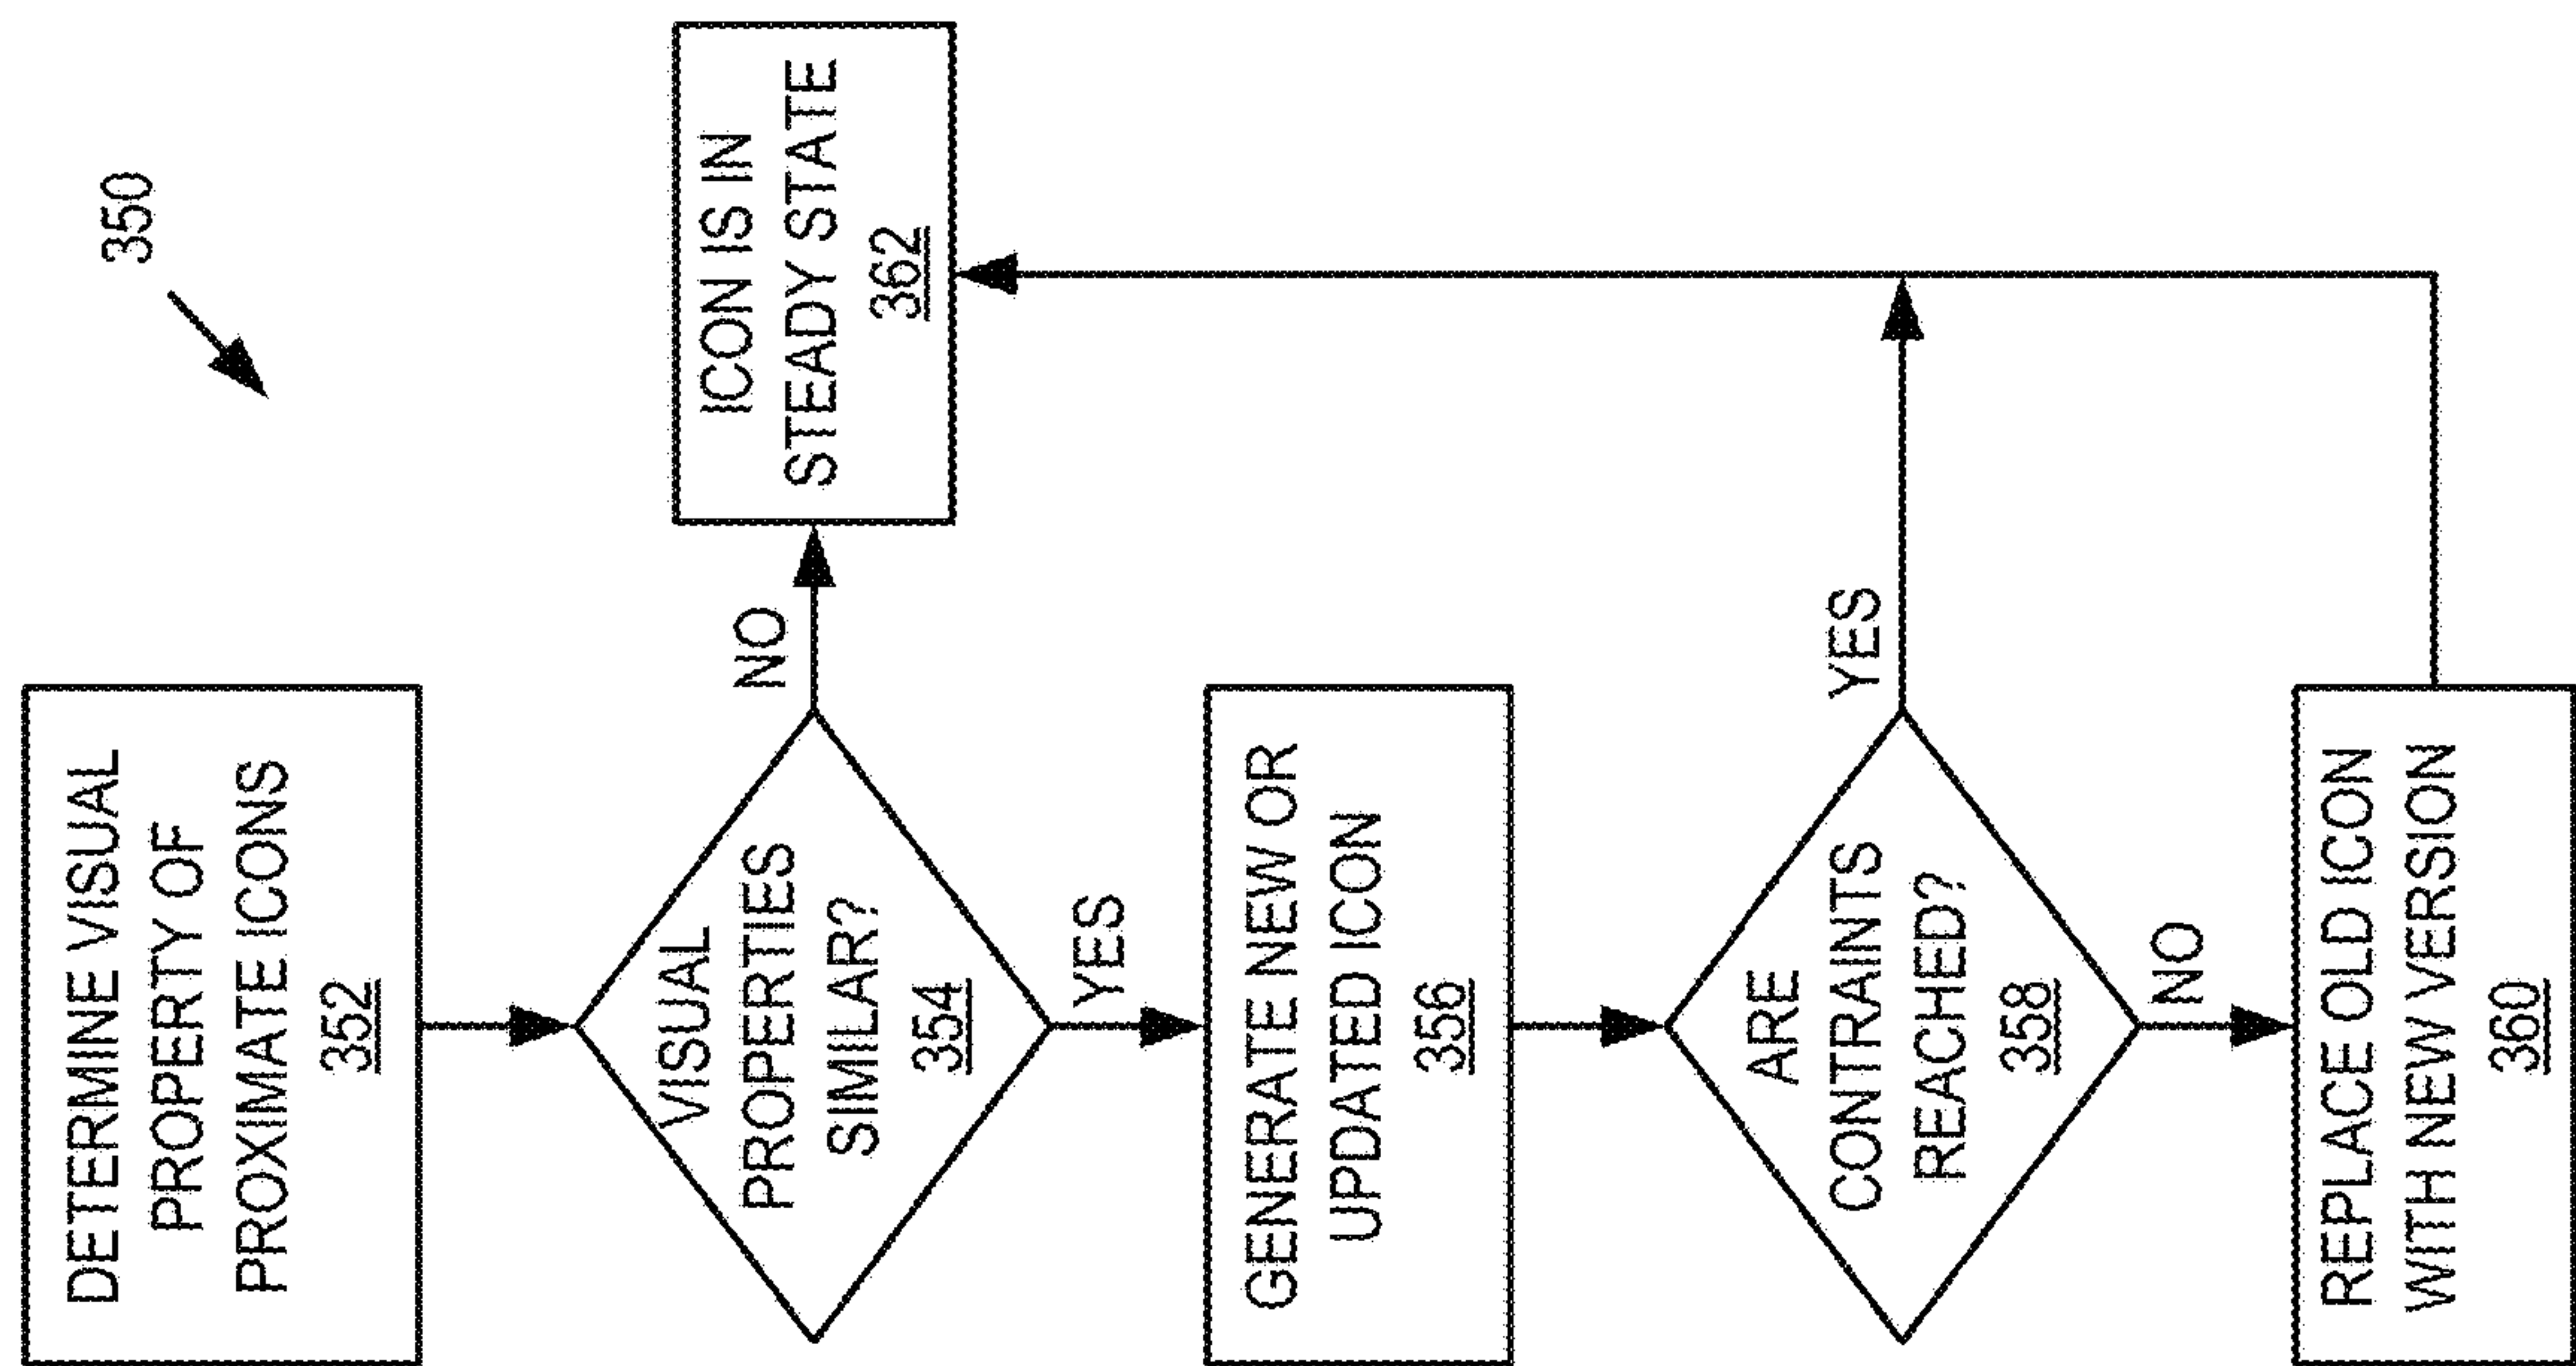 350
DETERMINE VISUAL
PROPERTY OF
PROXIMATE ICONS
352
VISUAL
PROPERTIES
SIMILAR?
354
NO
ICON IS IN
STEADY STATE
362
YES
GENERATE NEW OR
UPDATED ICON
356
ARE
CONTRAINTS
REACHED?
358
YES
NO
REPLACE OLD ICON
WITH NEW VERSION
360